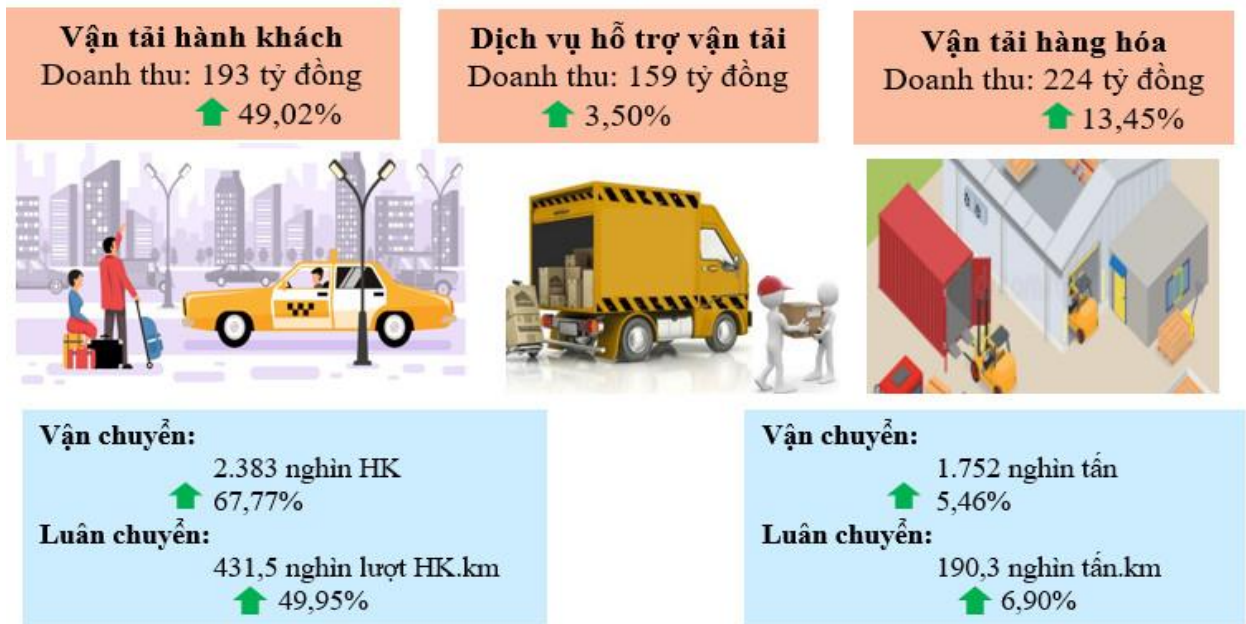 Vận tải hành khách
Doanh thu: 193 tỷ đồng
49,02%
Dịch vụ hỗ trợ vận tải
Doanh thu: 159 tỷ đồng
3,50%
Vận tải hàng hóa
Doanh thu: 224 tỷ đồng
13,45%
Vận chuyển:
2.383 nghìn HK
67,77%
Luân chuyển:
431,5 nghìn lượt HK.km
49,95%
Vận chuyển:
1.752 nghìn tấn
5,46%
Luân chuyển:
190,3 nghìn tấn.km
6,90%